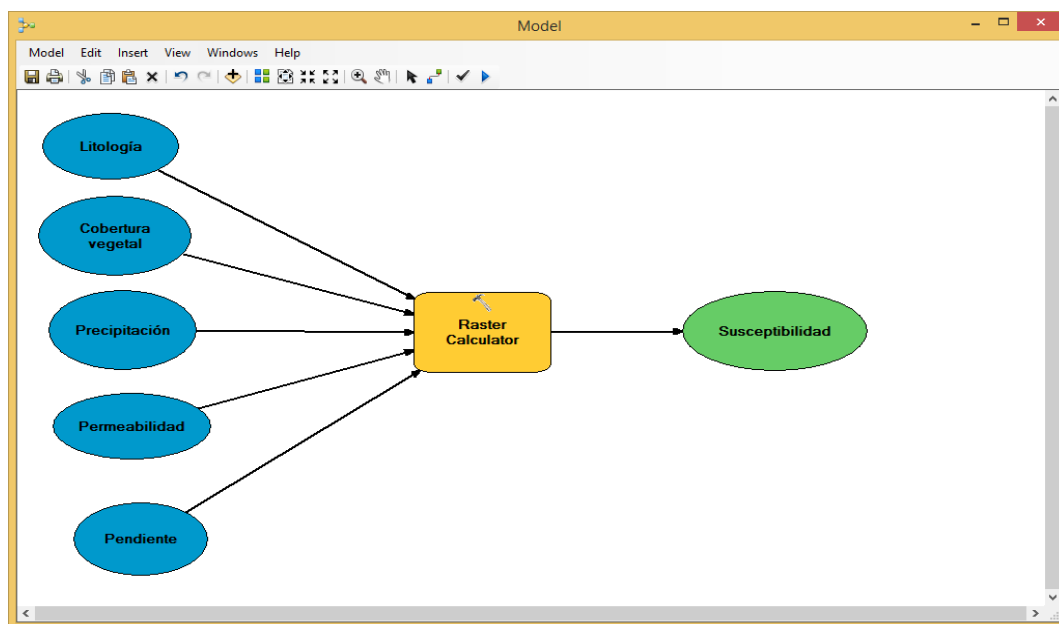 Model
Model Edit Insert View Windows Help
Litología
Cobertura
vegetal
Precipitación
Permeabilidad
Pendiente
Raster
Calculator
Susceptibilidad